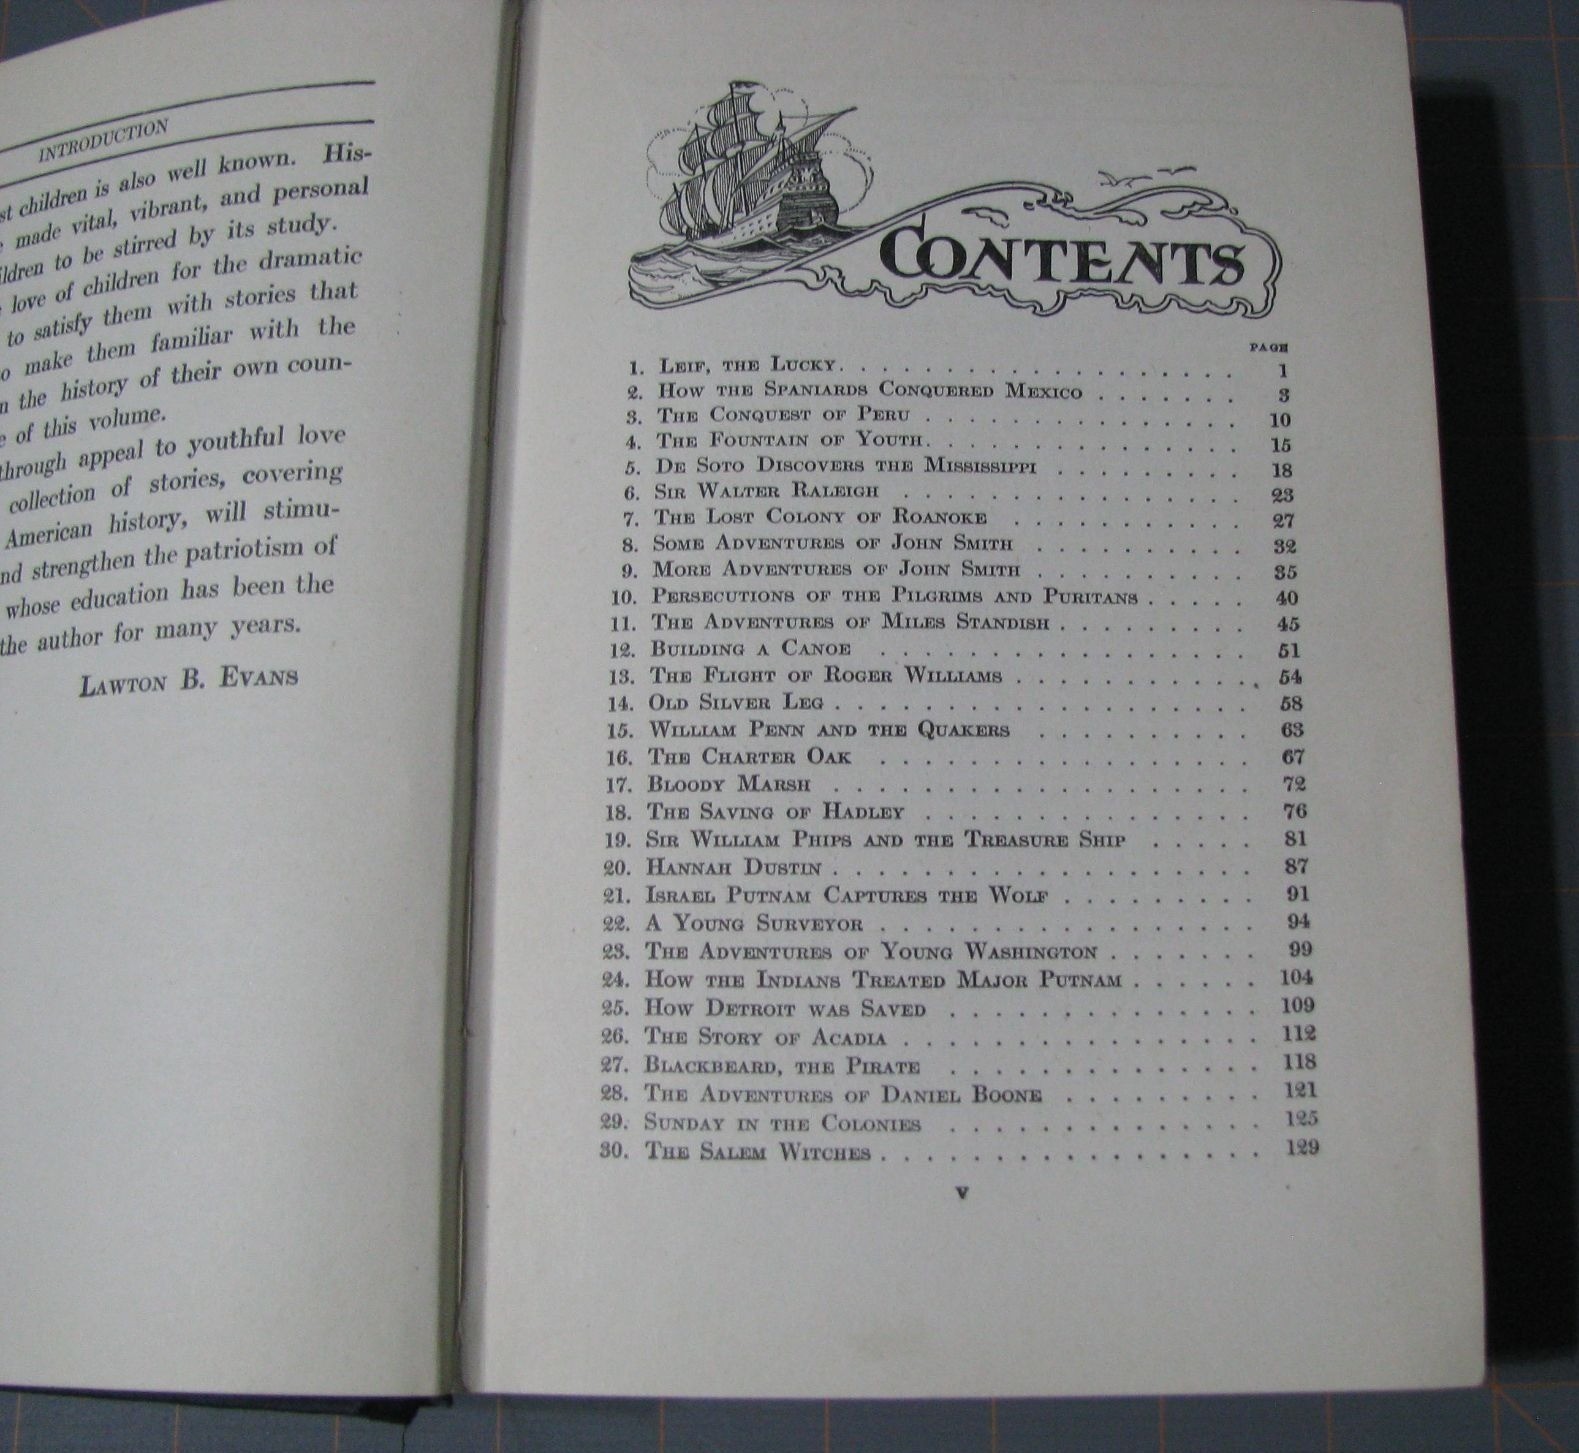 INTRODUCTION
children is also well known. His-
made vital, vibrant, and personal
to be stirred by its study.
love of children for the dramatic
to satisfy them with stories that
make them familiar with the
the history of their own coun-
of this volume.
through appeal to youthful love
collection of stories, covering
American history, will stimu-
strengthen the patriotism of
whose education has been the
the author for many years.
LAWTON B. EVANS
CONTENTS
PAGE
1. LEIF, THE LUCKY. . . . . . . . . . . . . . . . . . . 1
2. HOW THE SPANIARDS CONQUERED MEXICO . . . . . . . 3
3. THE CONQUEST OF PERU . . . . . . . . . . . . . . 10
4. THE FOUNTAIN OF YOUTH. . . . . . . . . . . . . . 15
5. DE SOTO DISCOVERS THE MISSISSIPPI . . . . . . . . . 18
6. SIR WALTER RALEIGH . . . . . . . . . . . . . . . 23
7. THE LOST COLONY OF ROANOKE . . . . . . . . . . . 27
8. SOME ADVENTURES OF JOHN SMITH . . . . . . . . . . 32
9. MORE ADVENTURES OF JOHN SMITH . . . . . . . . . . 35
10. PERSECUTIONS OF THE PILGRIMS AND PURITANS . . . . . 40
11. THE ADVENTURES OF MILES STANDISH . . . . . . . . . 45
12. BUILDING A CANOE . . . . . . . . . . . . . . . . . 51
13. THE FLIGHT OF ROGER WILLIAMS . . . . . . . . . . . 54
14. OLD SILVER LEG . . . . . . . . . . . . . . . . . . . 58
15. WILLIAM PENN AND THE QUAKERS . . . . . . . . . . 63
16. THE CHARTER OAK . . . . . . . . . . . . . . . . . 67
17. BLOODY MARSH . . . . . . . . . . . . . . . . . . . 72
18. THE SAVING OF HADLEY . . . . . . . . . . . . . . . 76
19. SIR WILLIAM PHIPS AND THE TREASURE SHIP . . . . . 81
20. HANNAH DUSTIN . . . . . . . . . . . . . . . . . . . 87
21. ISRAEL PUTNAM CAPTURES THE WOLF . . . . . . . . . 91
22. A YOUNG SURVEYOR . . . . . . . . . . . . . . . . . 94
23. THE ADVENTURES OF YOUNG WASHINGTON . . . . . . . 99
24. HOW THE INDIANS TREATED MAJOR PUTNAM . . . . . . 104
25. HOW DETROIT WAS SAVED . . . . . . . . . . . . . . 109
26. THE STORY OF ACADIA . . . . . . . . . . . . . . . . 112
27. BLACKBEARD, THE PIRATE . . . . . . . . . . . . . . 118
28. THE ADVENTURES OF DANIEL BOONE . . . . . . . . . 121
29. SUNDAY IN THE COLONIES . . . . . . . . . . . . . . 125
30. THE SALEM WITCHES . . . . . . . . . . . . . . . . . 129
v